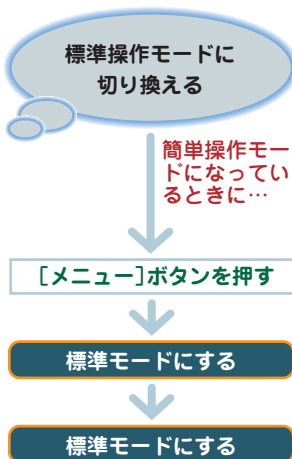 標準操作モードに
切り換える
簡単操作モー
ドになってい
るときに…
［メニュー］ボタンを押す
標準モードにする
標準モードにする